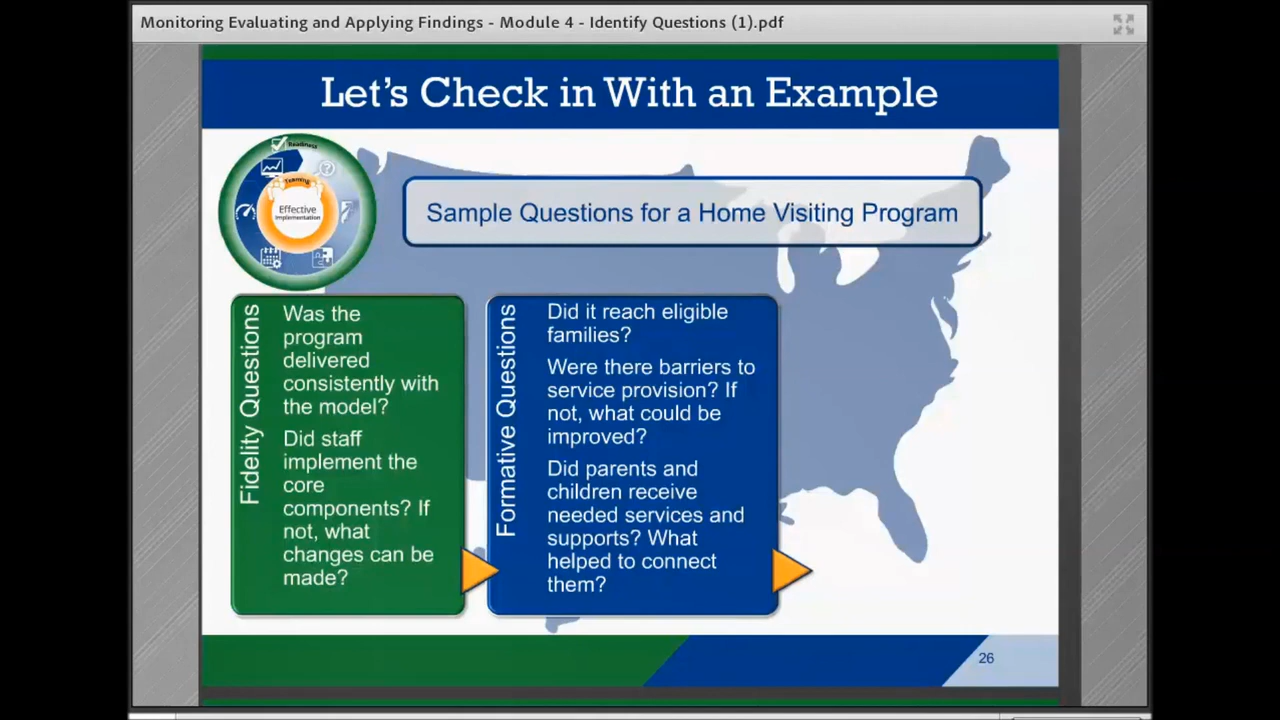 Monitoring Evaluating and Applying Findings - Module 4 - Identify Questions (1).pdf
Let's Check in With an Example
Readiness
Teaming
Effective
Implementation
Sample Questions for a Home Visiting Program
Fidelity Questions
Was the
program
delivered
consistently with
the model?
Did staff
implement the
core
components? If
not, what
changes can be
made?
Formative Questions
Did it reach eligible
families?
Were there barriers to
service provision? If
not, what could be
improved?
Did parents and
children receive
needed services and
supports? What
helped to connect
them?
26